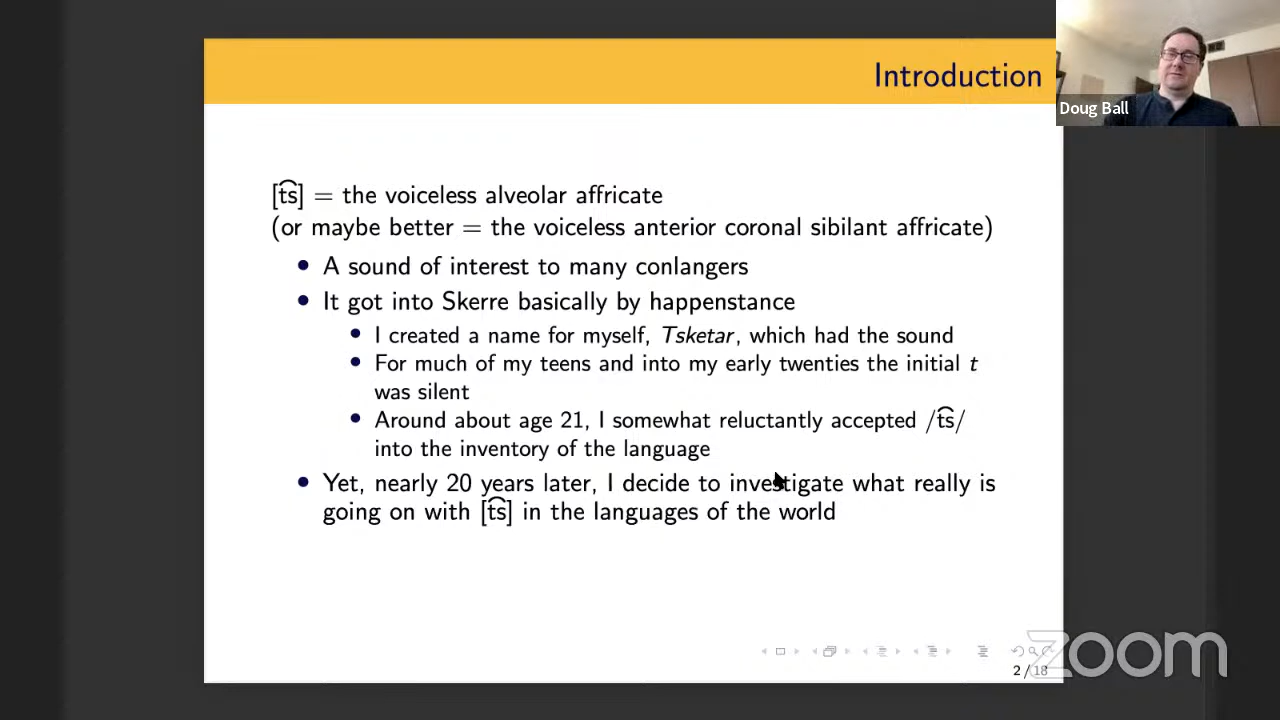 Introduction
Doug Ball
[t͡s] = the voiceless alveolar affricate
(or maybe better = the voiceless anterior coronal sibilant affricate)
• A sound of interest to many conlangers
• It got into Skerre basically by happenstance
• I created a name for myself, Tsketar, which had the sound
• For much of my teens and into my early twenties the initial t
was silent
• Around about age 21, I somewhat reluctantly accepted /t͡s/
into the inventory of the language
• Yet, nearly 20 years later, I decide to investigate what really is
going on with [t͡s] in the languages of the world
2 / 18
zoom